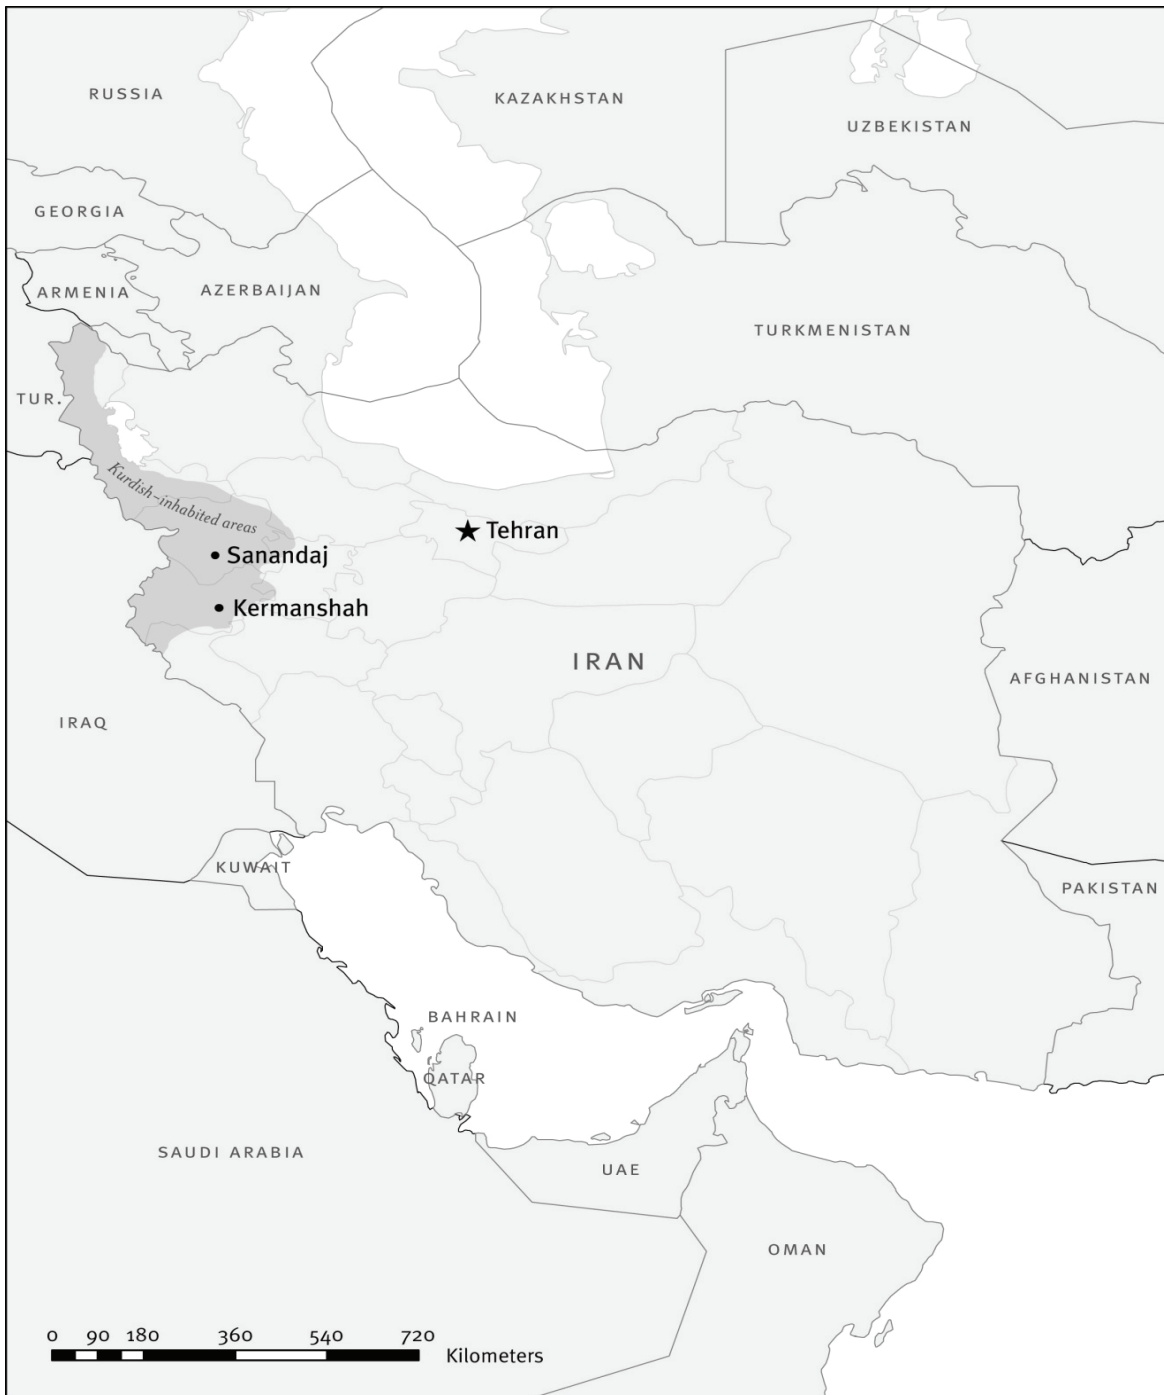 RUSSIA
KAZAKHSTAN
UZBEKISTAN
GEORGIA
ARMENIA
AZERBAIJAN
TURKMENISTAN
TUR.
Kurdish-inhabited areas
Tehran
Sanandaj
Kermanshah
IRAN
AFGHANISTAN
IRAQ
KUWAIT
PAKISTAN
BAHRAIN
QATAR
SAUDI ARABIA
UAE
OMAN
0 90 180 360 540 720
Kilometers